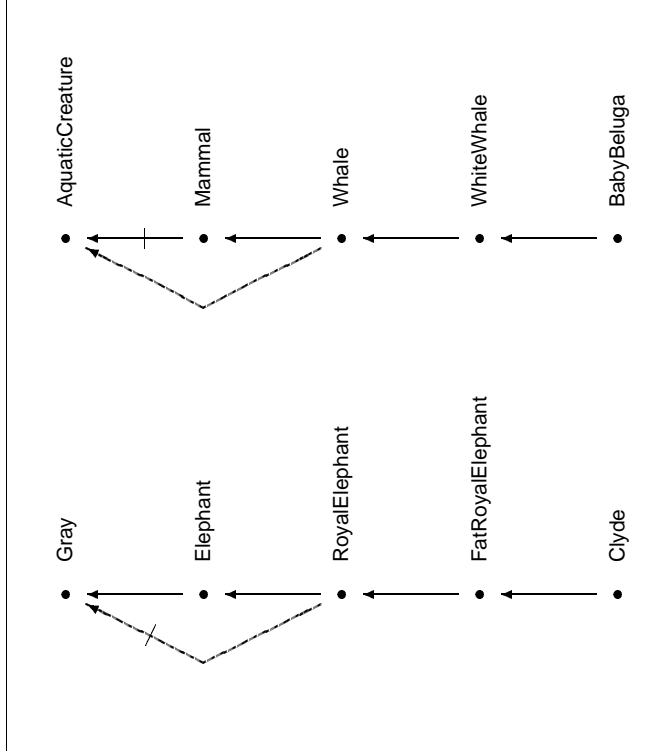 AquaticCreature
Mammal
Whale
WhiteWhale
BabyBeluga
Gray
Elephant
RoyalElephant
FatRoyalElephant
Clyde